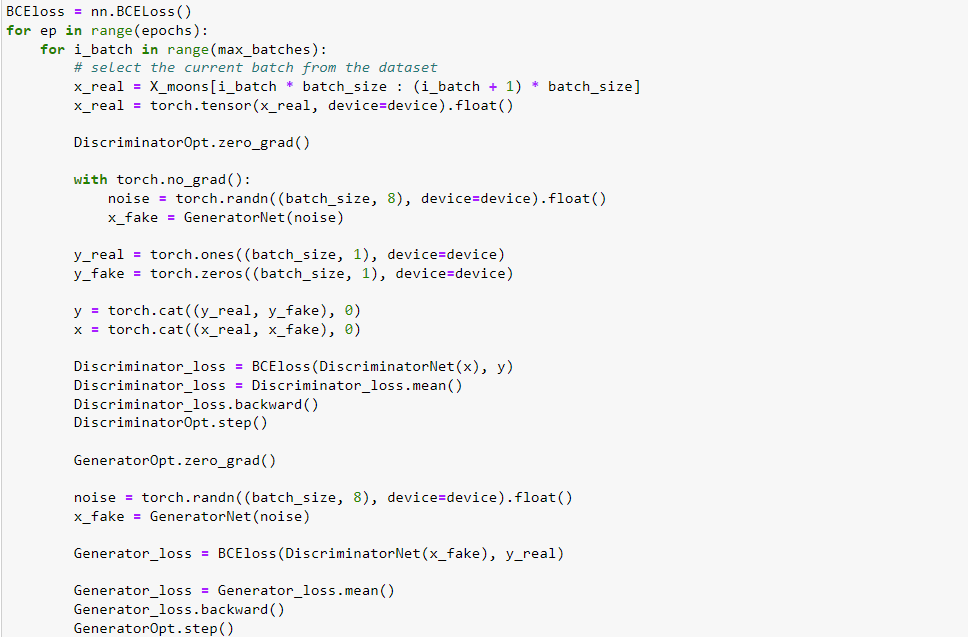 BCEloss = nn.BCELoss()
for ep in range(epochs):
    for i_batch in range(max_batches):
        # select the current batch from the dataset
        x_real = X_moons[i_batch * batch_size : (i_batch + 1) * batch_size]
        x_real = torch.tensor(x_real, device=device).float()

        DiscriminatorOpt.zero_grad()

        with torch.no_grad():
            noise = torch.randn((batch_size, 8), device=device).float()
            x_fake = GeneratorNet(noise)

        y_real = torch.ones((batch_size, 1), device=device)
        y_fake = torch.zeros((batch_size, 1), device=device)

        y = torch.cat((y_real, y_fake), 0)
        x = torch.cat((x_real, x_fake), 0)

        Discriminator_loss = BCEloss(DiscriminatorNet(x), y)
        Discriminator_loss = Discriminator_loss.mean()
        Discriminator_loss.backward()
        DiscriminatorOpt.step()

        GeneratorOpt.zero_grad()

        noise = torch.randn((batch_size, 8), device=device).float()
        x_fake = GeneratorNet(noise)

        Generator_loss = BCEloss(DiscriminatorNet(x_fake), y_real)

        Generator_loss = Generator_loss.mean()
        Generator_loss.backward()
        GeneratorOpt.step()